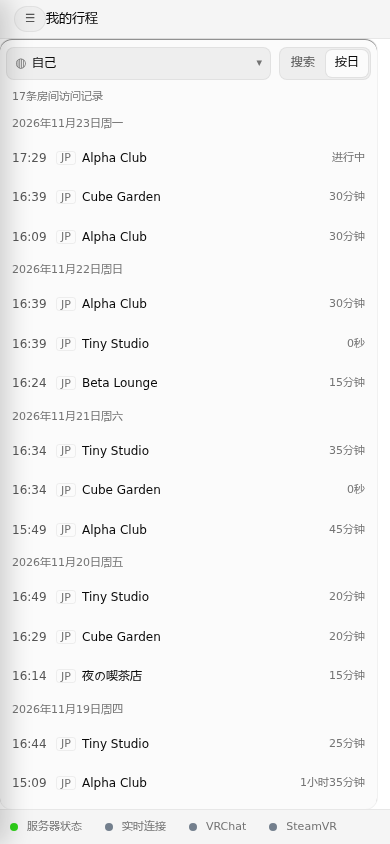 ☰ 我的行程
自己 ▾ 搜索 按日
17条房间访问记录
2026年11月23日周一
17:29 JP Alpha Club 进行中
16:39 JP Cube Garden 30分钟
16:09 JP Alpha Club 30分钟
2026年11月22日周日
16:39 JP Alpha Club 30分钟
16:39 JP Tiny Studio 0秒
16:24 JP Beta Lounge 15分钟
2026年11月21日周六
16:34 JP Tiny Studio 35分钟
16:34 JP Cube Garden 0秒
15:49 JP Alpha Club 45分钟
2026年11月20日周五
16:49 JP Tiny Studio 20分钟
16:29 JP Cube Garden 20分钟
16:14 JP 夜の喫茶店 15分钟
2026年11月19日周四
16:44 JP Tiny Studio 25分钟
15:09 JP Alpha Club 1小时35分钟
服务器状态 实时连接 VRChat SteamVR